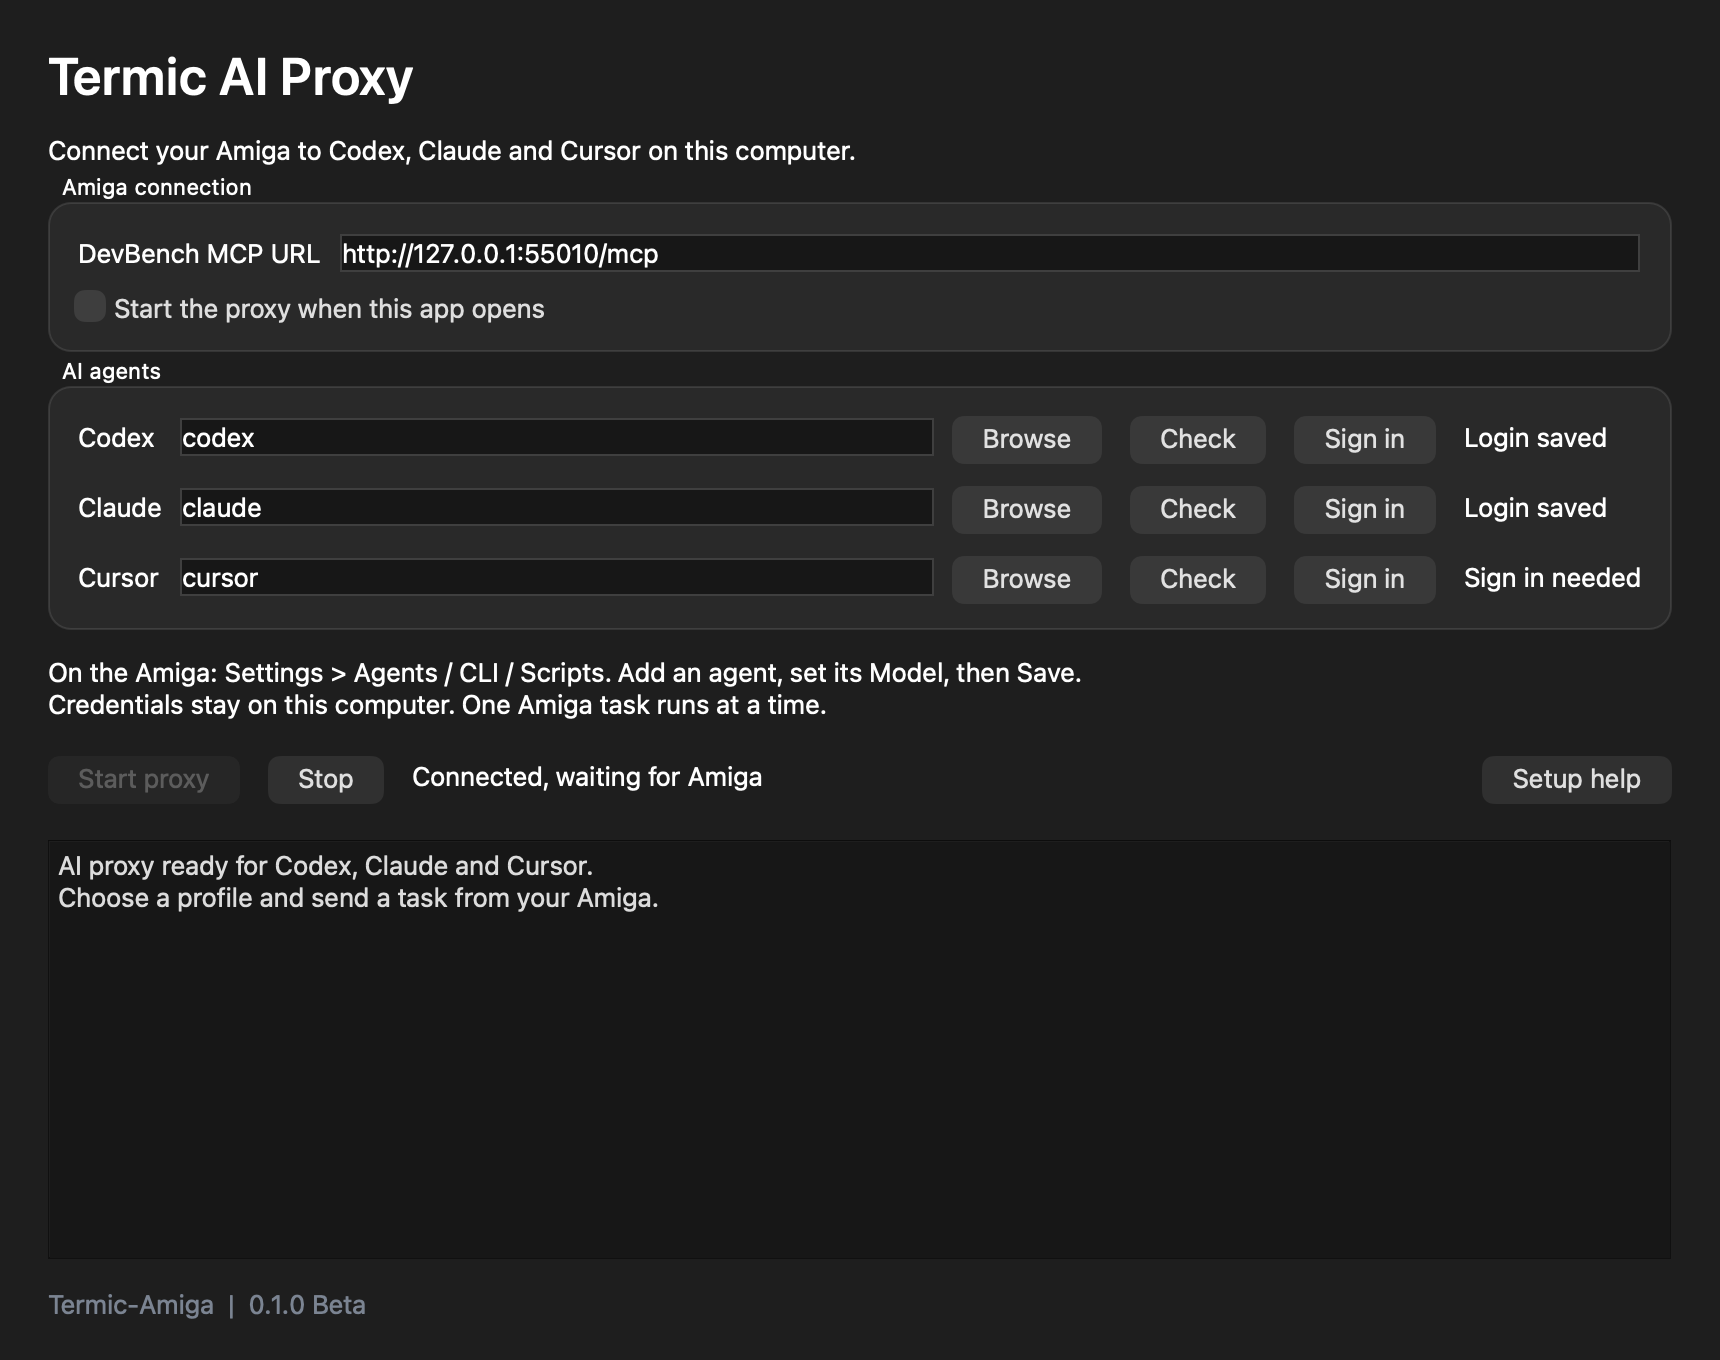 Termic AI Proxy
Connect your Amiga to Codex, Claude and Cursor on this computer.
Amiga connection
DevBench MCP URL http://127.0.0.1:55010/mcp
Start the proxy when this app opens
AI agents
Codex codex Browse Check Sign in Login saved
Claude claude Browse Check Sign in Login saved
Cursor cursor Browse Check Sign in Sign in needed
On the Amiga: Settings > Agents / CLI / Scripts. Add an agent, set its Model, then Save.
Credentials stay on this computer. One Amiga task runs at a time.
Start proxy Stop Connected, waiting for Amiga Setup help
AI proxy ready for Codex, Claude and Cursor.
Choose a profile and send a task from your Amiga.
Termic-Amiga | 0.1.0 Beta